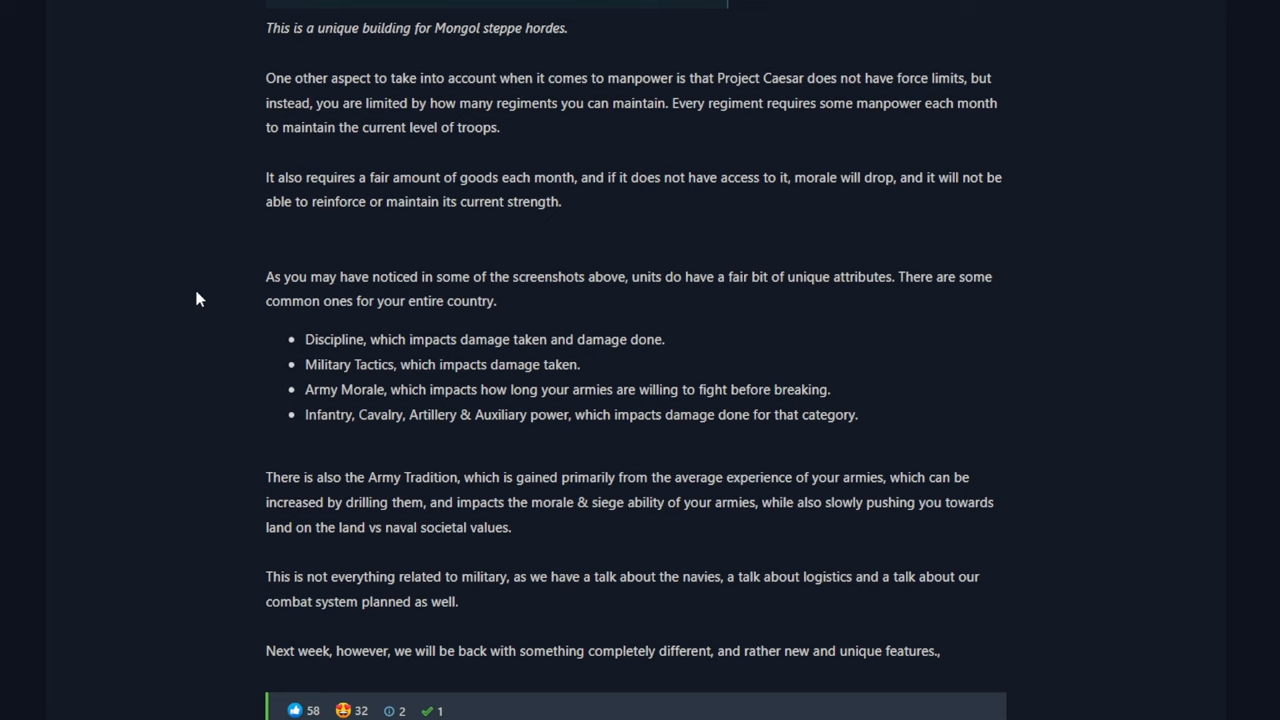 This is a unique building for Mongol steppe hordes.
One other aspect to take into account when it comes to manpower is that Project Caesar does not have force limits, but
instead, you are limited by how many regiments you can maintain. Every regiment requires some manpower each month
to maintain the current level of troops.
It also requires a fair amount of goods each month, and if it does not have access to it, morale will drop, and it will not be
able to reinforce or maintain its current strength.
As you may have noticed in some of the screenshots above, units do have a fair bit of unique attributes. There are some
common ones for your entire country.
• Discipline, which impacts damage taken and damage done.
• Military Tactics, which impacts damage taken.
• Army Morale, which impacts how long your armies are willing to fight before breaking.
• Infantry, Cavalry, Artillery & Auxiliary power, which impacts damage done for that category.
There is also the Army Tradition, which is gained primarily from the average experience of your armies, which can be
increased by drilling them, and impacts the morale & siege ability of your armies, while also slowly pushing you towards
land on the land vs naval societal values.
This is not everything related to military, as we have a talk about the navies, a talk about logistics and a talk about our
combat system planned as well.
Next week, however, we will be back with something completely different, and rather new and unique features.,
58 32 2 1